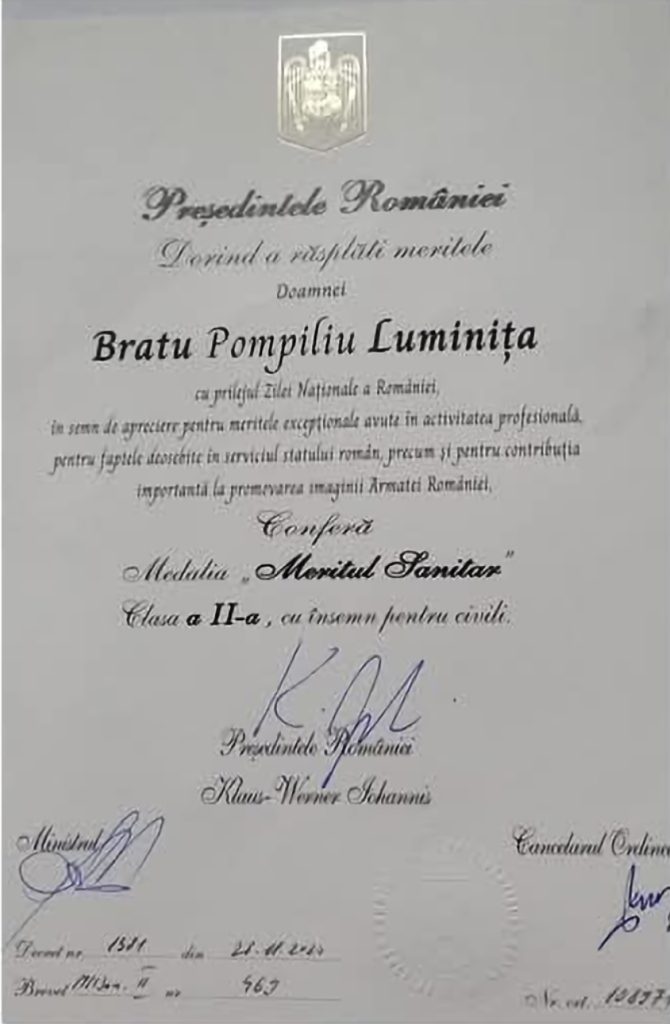 Președintele României
Dorind a răsplăti meritele
Doamnei
Bratu Pompiliu Luminița
cu prilejul Zilei Naționale a României,
în semn de apreciere pentru meritele excepționale avute în activitatea profesională,
pentru faptele deosebite în serviciul statului român, precum și pentru contribuția
importantă la promovarea imaginii Armatei României,
Conferă
Medalia „Meritul Sanitar”
Clasa a II-a, cu însemn pentru civili.
Președintele României
Klaus-Werner Iohannis
Ministrul
Cancelarul
Decret nr. din
Brevet II nr 469